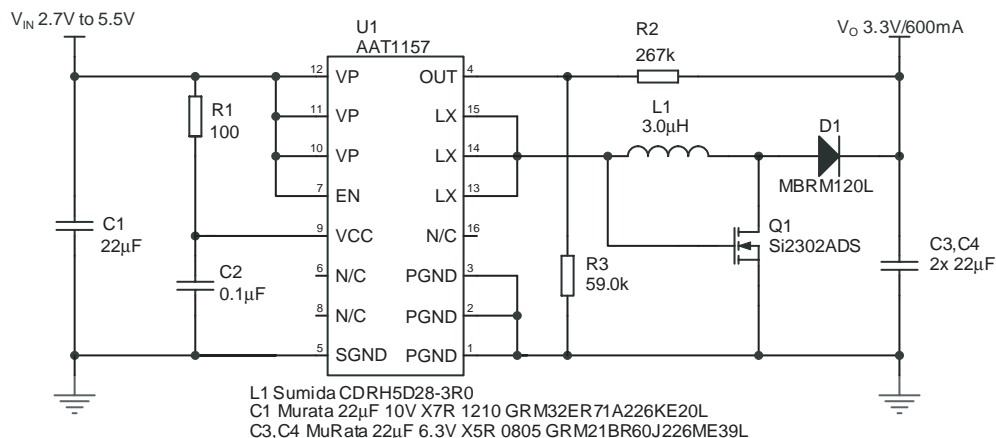 V_IN 2.7V to 5.5V
U1
AAT1157
R2
267k
V_O 3.3V/600mA
12 VP
OUT 4
R1
100
11 VP
LX 15
L1
3.0µH
D1
MBRM120L
10 VP
LX 14
7 EN
LX 13
C1
22µF
9 VCC
N/C 16
Q1
Si2302ADS
C2
0.1µF
6 N/C
PGND 3
R3
59.0k
C3,C4
2x 22µF
8 N/C
PGND 2
5 SGND
PGND 1
L1 Sumida CDRH5D28-3R0
C1 Murata 22µF 10V X7R 1210 GRM32ER71A226KE20L
C3,C4 MuRata 22µF 6.3V X5R 0805 GRM21BR60J226ME39L